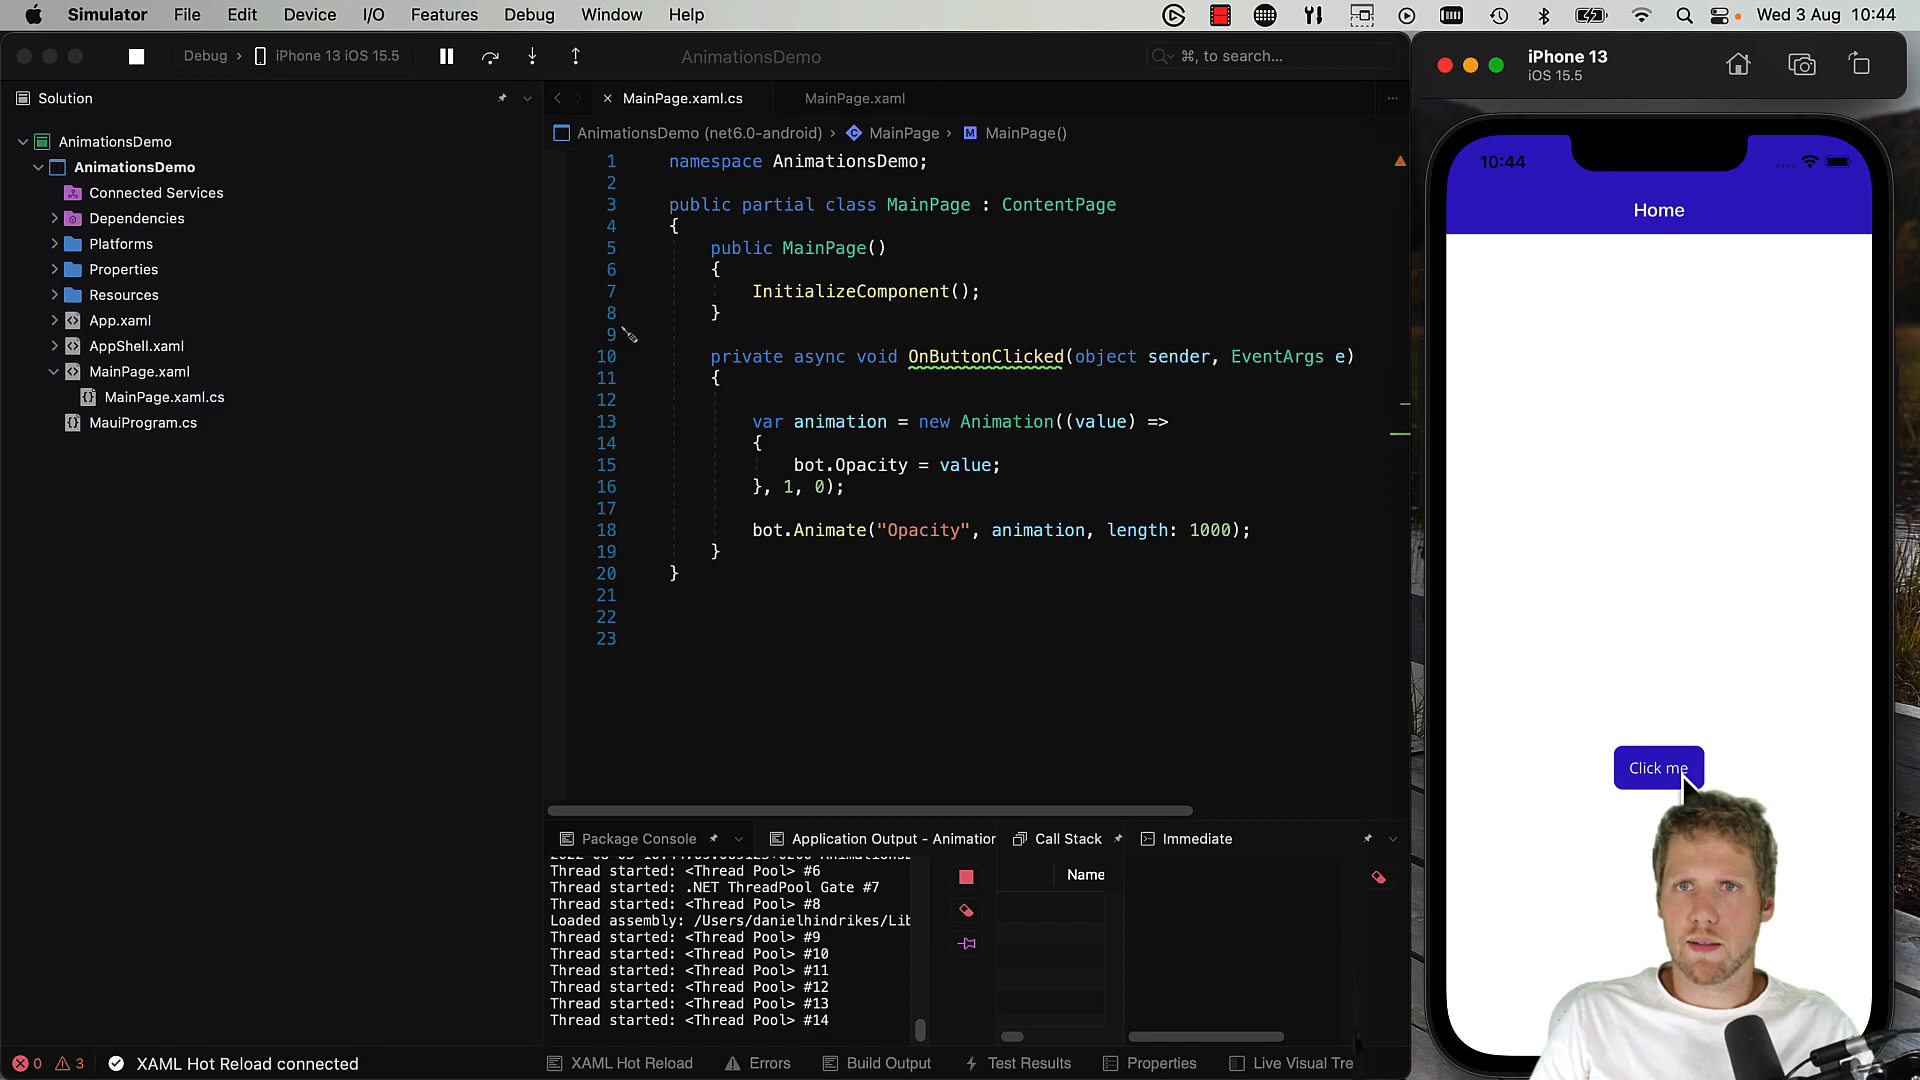 Simulator File Edit Device I/O Features Debug Window Help Wed 3 Aug 10:44
Debug iPhone 13 iOS 15.5 AnimationsDemo ⌘, to search...
Solution
AnimationsDemo
AnimationsDemo
Connected Services
Dependencies
Platforms
Properties
Resources
App.xaml
AppShell.xaml
MainPage.xaml
MainPage.xaml.cs
MauiProgram.cs
MainPage.xaml.cs MainPage.xaml
AnimationsDemo (net6.0-android) › MainPage › MainPage()
1 namespace AnimationsDemo;
2
3 public partial class MainPage : ContentPage
4 {
5 public MainPage()
6 {
7 InitializeComponent();
8 }
9
10 private async void OnButtonClicked(object sender, EventArgs e)
11 {
12
13 var animation = new Animation((value) =>
14 {
15 bot.Opacity = value;
16 }, 1, 0);
17
18 bot.Animate("Opacity", animation, length: 1000);
19 }
20 }
21
22
23
Package Console Application Output - Animation Call Stack Immediate
Thread started: <Thread Pool> #6
Thread started: .NET ThreadPool Gate #7
Thread started: <Thread Pool> #8
Loaded assembly: /Users/danielhindrikes/Lib
Thread started: <Thread Pool> #9
Thread started: <Thread Pool> #10
Thread started: <Thread Pool> #11
Thread started: <Thread Pool> #12
Thread started: <Thread Pool> #13
Thread started: <Thread Pool> #14
Name
0 3 XAML Hot Reload connected XAML Hot Reload Errors Build Output Test Results Properties Live Visual Tre
iPhone 13
iOS 15.5
10:44
Home
Click me